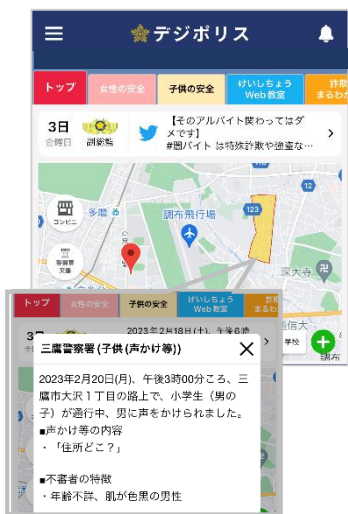 デジポリス
トップ
女性の安全
子供の安全
けいしちょう
Web教室
詐欺
まるわか
3日
金曜日
副総監
【そのアルバイト関わってはダ
メです】
#闇バイト は特殊詐欺や強盗な…
コンビニ
警察署
交番
多磨
調布飛行場
123
12
深大寺
学校
調布
トップ
女性の安全
子供の安全
けいしちょう
Web教室
2023年2月18日(土)、午後6時
三鷹警察署(子供(声かけ等))
2023年2月20日(月)、午後3時00分ころ、三
鷹市大沢1丁目の路上で、小学生(男の
子)が通行中、男に声をかけられました。
■声かけ等の内容
・「住所どこ?」
■不審者の特徴
・年齢不詳、肌が色黒の男性